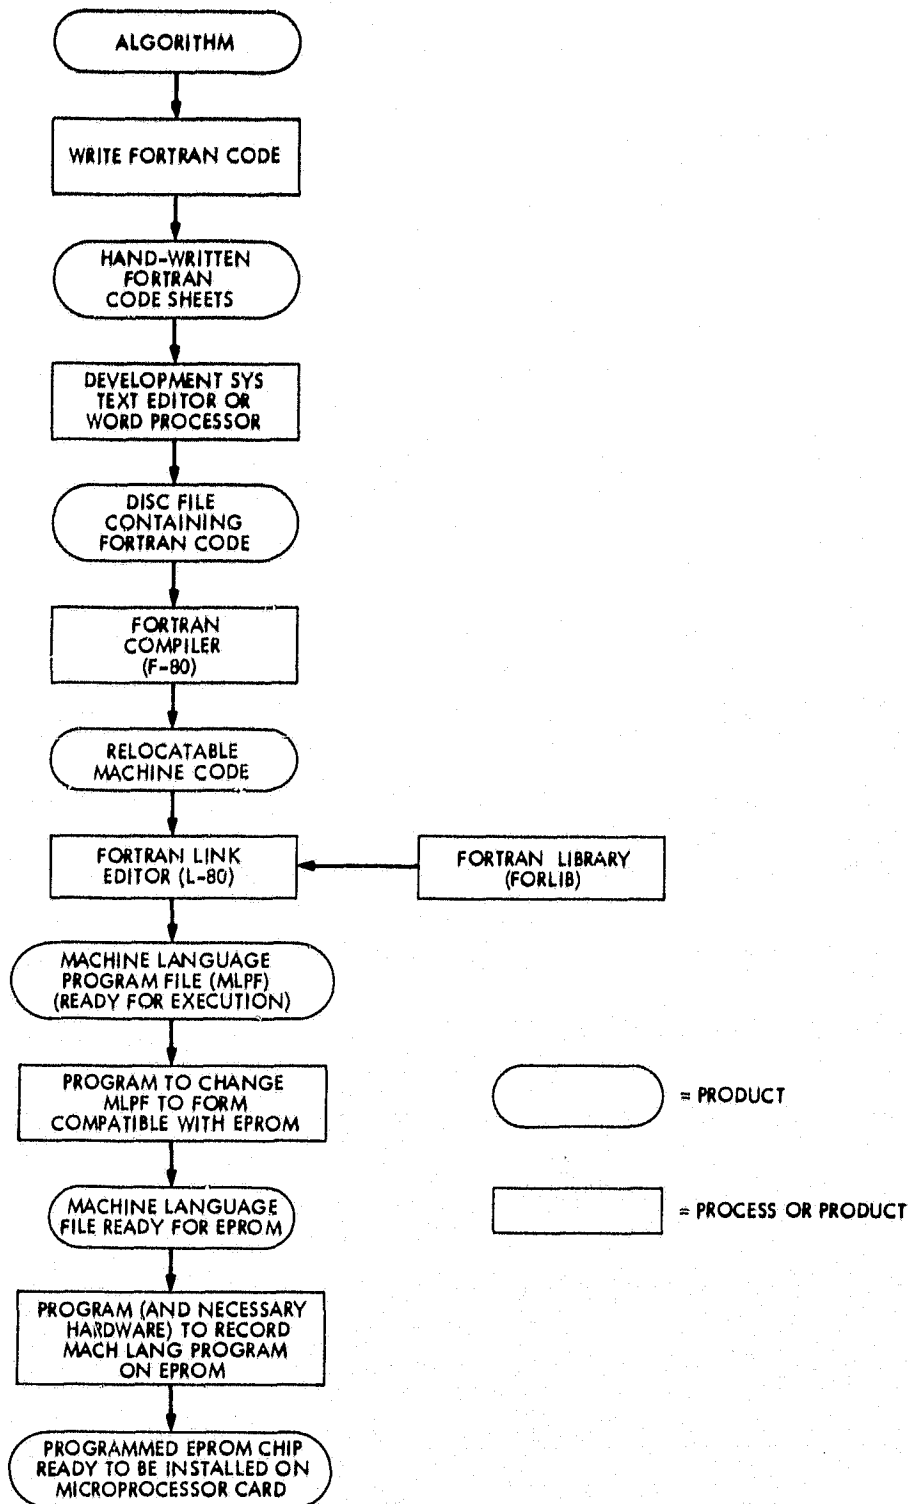 ALGORITHM
WRITE FORTRAN CODE
HAND-WRITTEN
FORTRAN
CODE SHEETS
DEVELOPMENT SYS
TEXT EDITOR OR
WORD PROCESSOR
DISC FILE
CONTAINING
FORTRAN CODE
FORTRAN
COMPILER
(F-80)
RELOCATABLE
MACHINE CODE
FORTRAN LINK
EDITOR (L-80)
FORTRAN LIBRARY
(FORLIB)
MACHINE LANGUAGE
PROGRAM FILE (MLPF)
(READY FOR EXECUTION)
PROGRAM TO CHANGE
MLPF TO FORM
COMPATIBLE WITH EPROM
= PRODUCT
MACHINE LANGUAGE
FILE READY FOR EPROM
= PROCESS OR PRODUCT
PROGRAM (AND NECESSARY
HARDWARE) TO RECORD
MACH LANG PROGRAM
ON EPROM
PROGRAMMED EPROM CHIP
READY TO BE INSTALLED ON
MICROPROCESSOR CARD